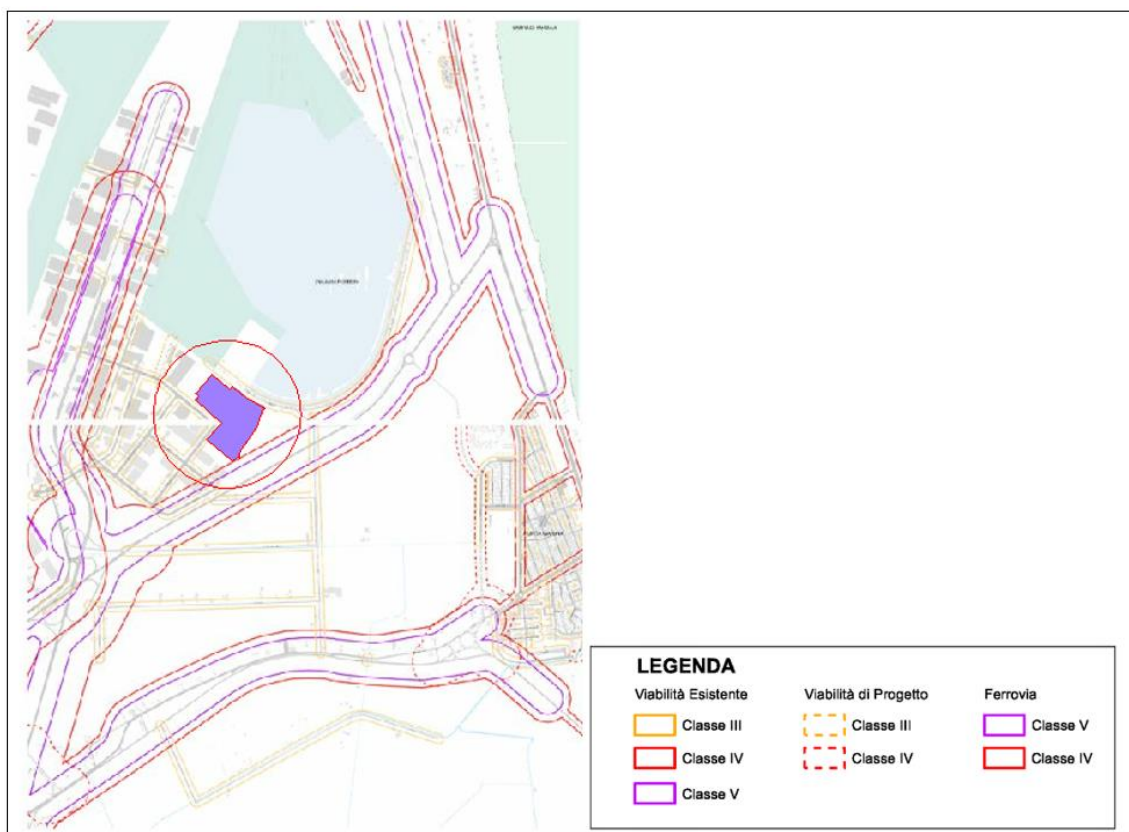 LEGENDA
Viabilità Esistente
Viabilità di Progetto
Ferrovia
Classe III
Classe III
Classe V
Classe IV
Classe IV
Classe IV
Classe V